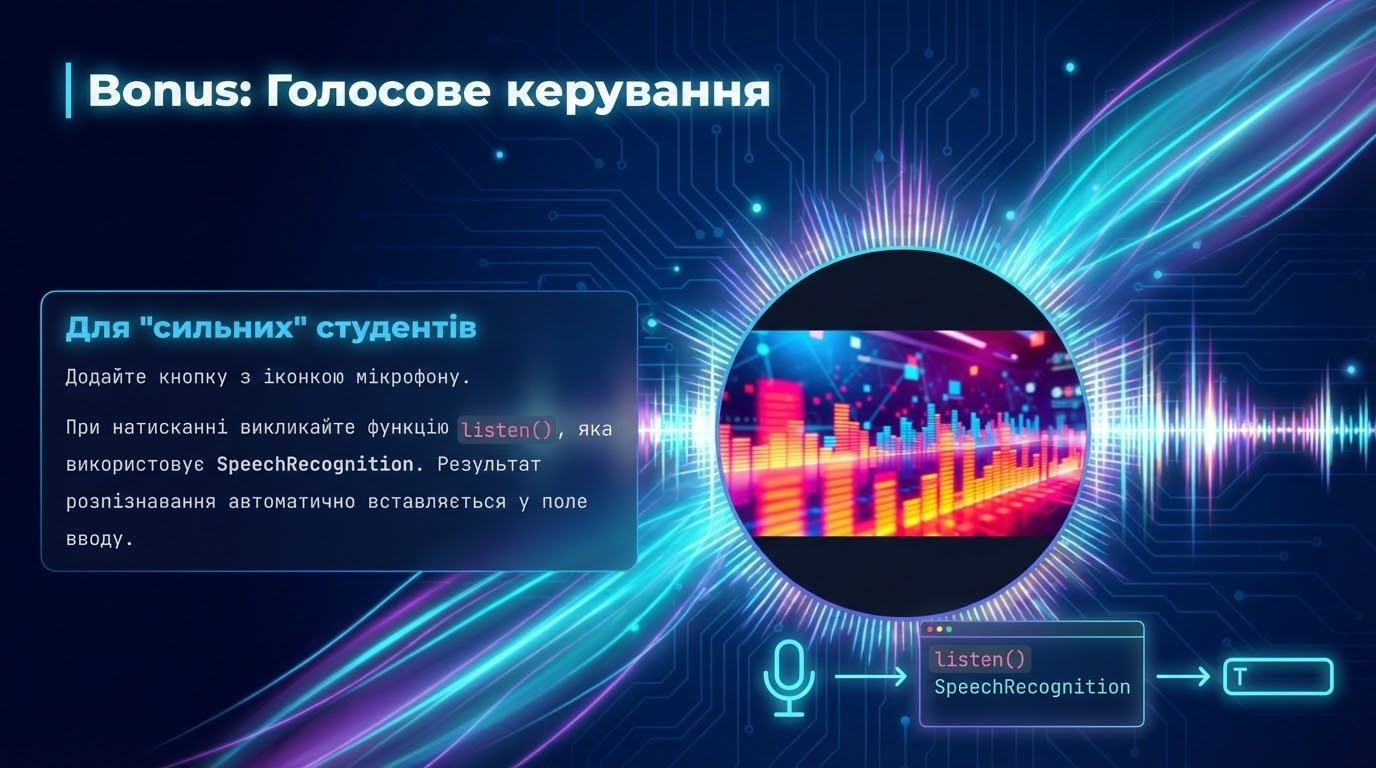 Bonus: Голосове керування
Для "сильних" студентів
Додайте кнопку з іконкою мікрофону.
При натисканні викликайте функцію listen(), яка
використовує SpeechRecognition. Результат
розпізнавання автоматично вставляється у поле
вводу.
listen()
SpeechRecognition
T